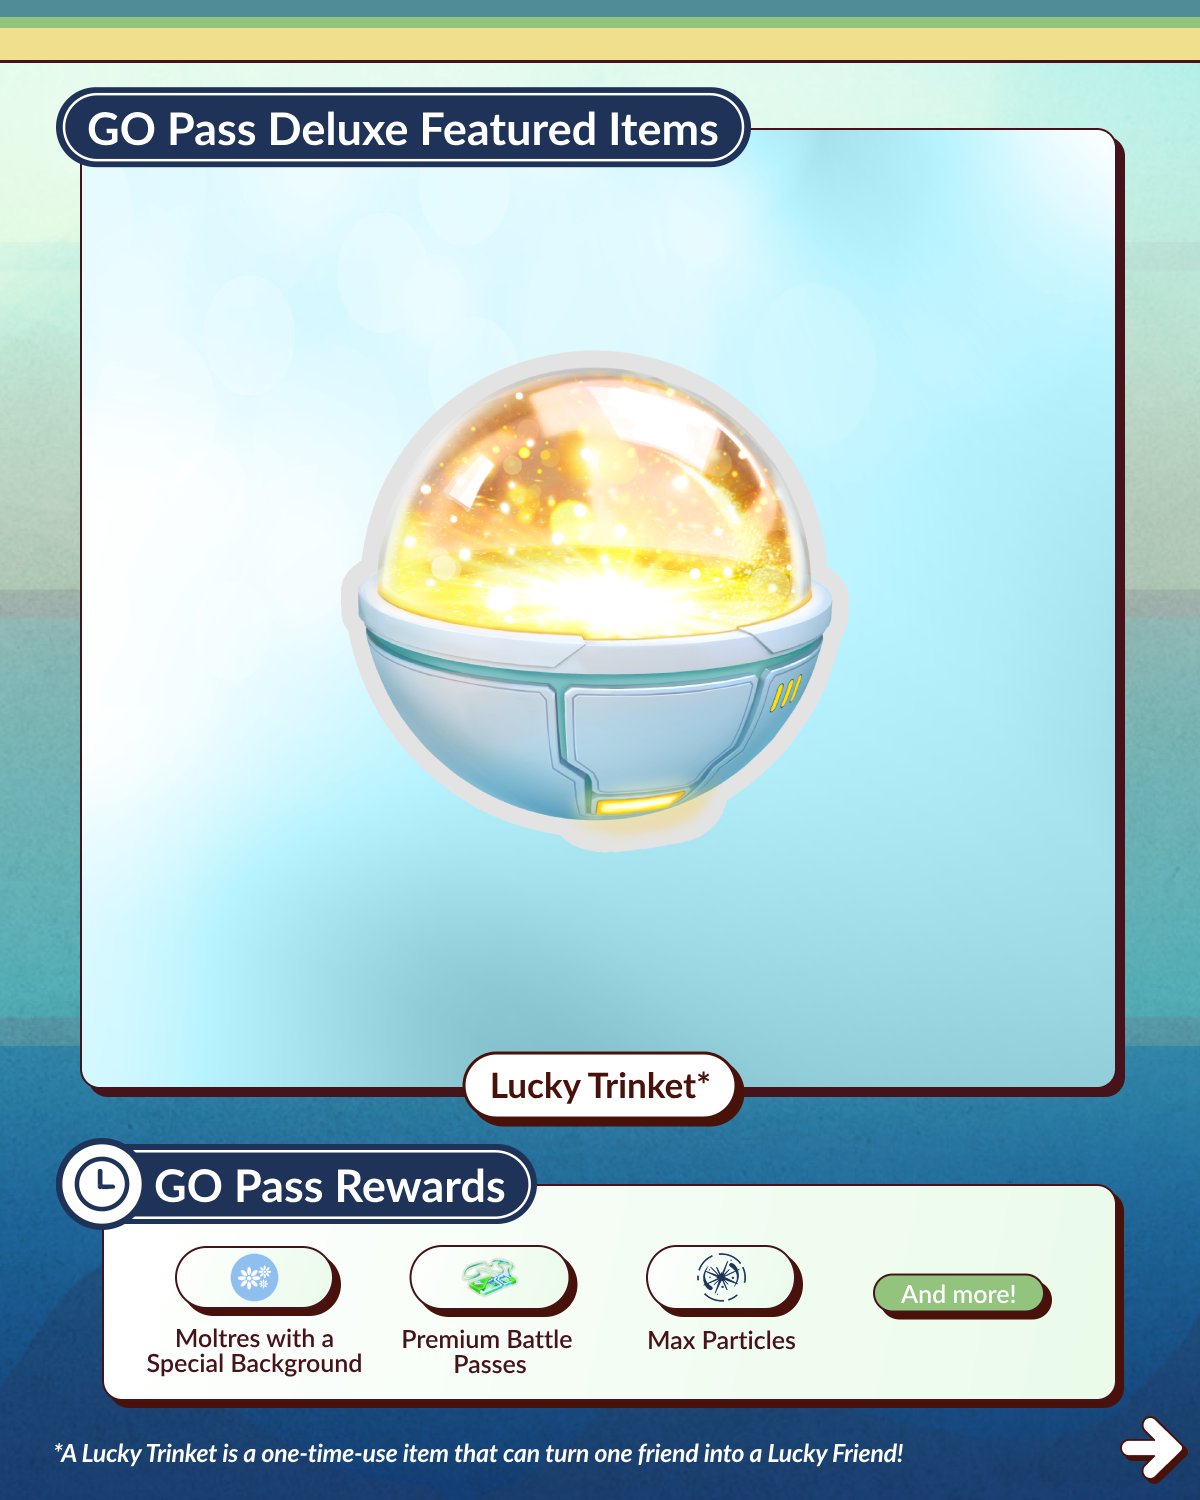 GO Pass Deluxe Featured Items
Lucky Trinket*
GO Pass Rewards
Moltres with a
Special Background
Premium Battle
Passes
Max Particles
And more!
*A Lucky Trinket is a one-time-use item that can turn one friend into a Lucky Friend!